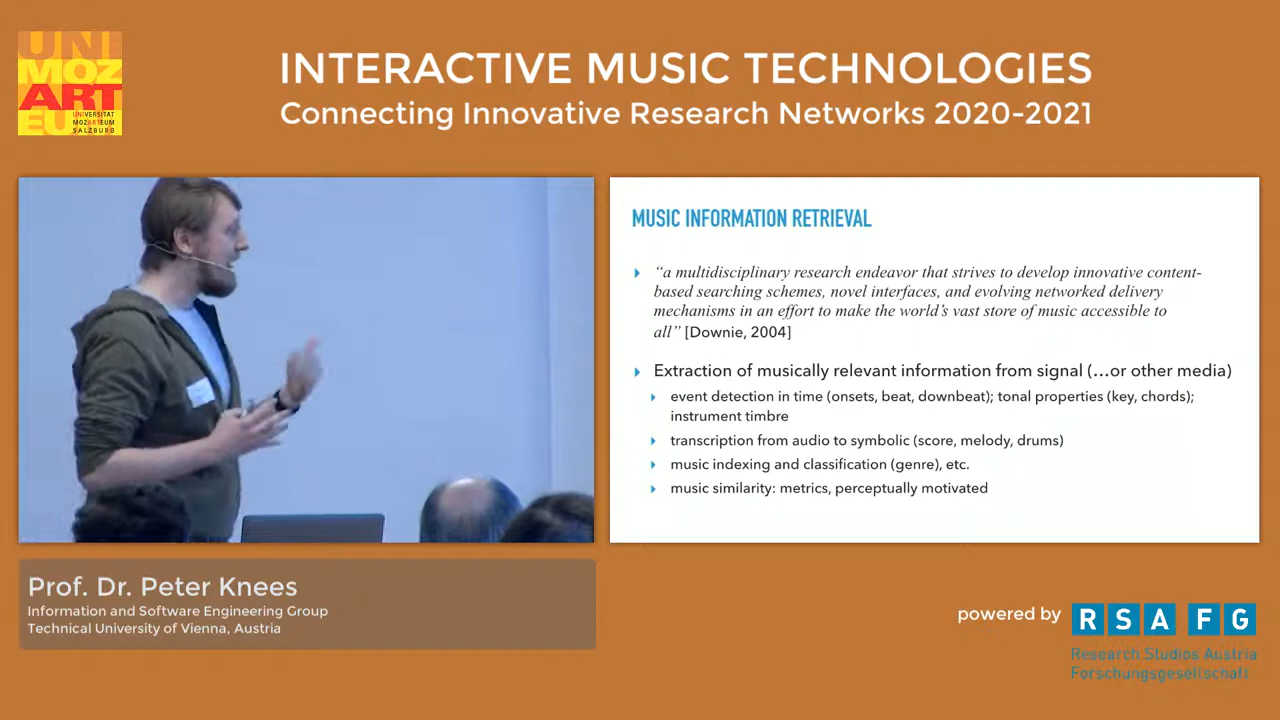 UNI
MOZ
ART
EU
UNIVERSITÄT
MOZARTEUM
SALZBURG
INTERACTIVE MUSIC TECHNOLOGIES
Connecting Innovative Research Networks 2020-2021
MUSIC INFORMATION RETRIEVAL
“a multidisciplinary research endeavor that strives to develop innovative content-
based searching schemes, novel interfaces, and evolving networked delivery
mechanisms in an effort to make the world’s vast store of music accessible to
all” [Downie, 2004]
Extraction of musically relevant information from signal (…or other media)
event detection in time (onsets, beat, downbeat); tonal properties (key, chords);
instrument timbre
transcription from audio to symbolic (score, melody, drums)
music indexing and classification (genre), etc.
music similarity: metrics, perceptually motivated
Prof. Dr. Peter Knees
Information and Software Engineering Group
Technical University of Vienna, Austria
powered by RSA FG
Research Studios Austria
Forschungsgesellschaft